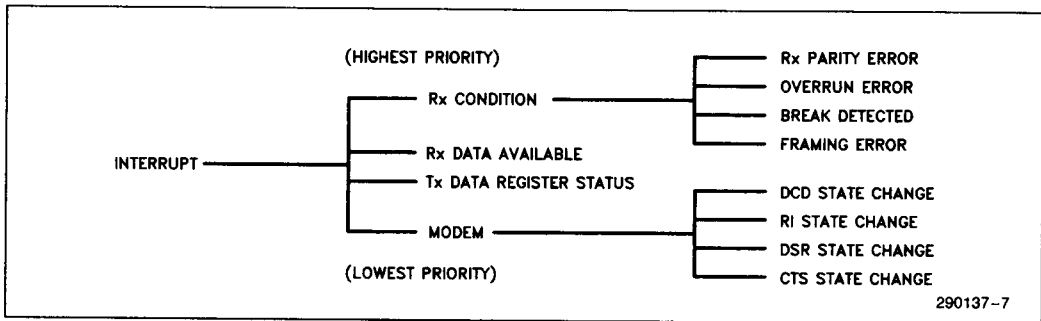 (HIGHEST PRIORITY)
Rx PARITY ERROR
OVERRUN ERROR
Rx CONDITION
BREAK DETECTED
FRAMING ERROR
INTERRUPT
Rx DATA AVAILABLE
Tx DATA REGISTER STATUS
DCD STATE CHANGE
RI STATE CHANGE
MODEM
DSR STATE CHANGE
(LOWEST PRIORITY)
CTS STATE CHANGE
290137-7